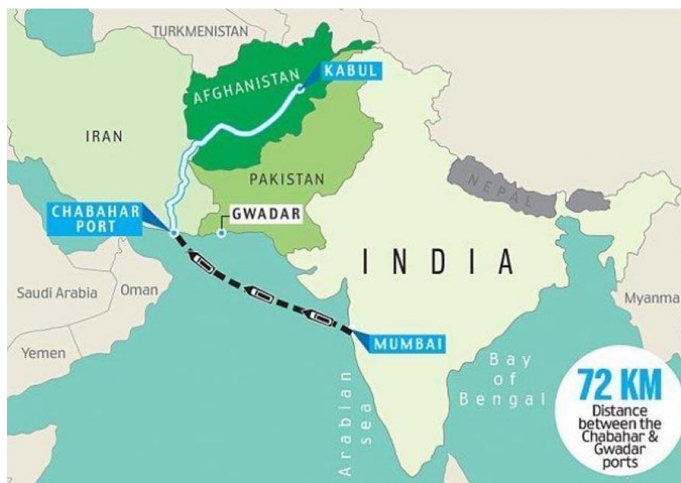 TURKMENISTAN
AFGHANISTAN
KABUL
IRAN
PAKISTAN
CHABAHAR
PORT
GWADAR
NEPAL
INDIA
Saudi Arabia
Oman
Myanma
Yemen
MUMBAI
Arabian
sea
Bay
of
Bengal
72 KM
Distance
between the
Chabahar &
Gwadar
ports